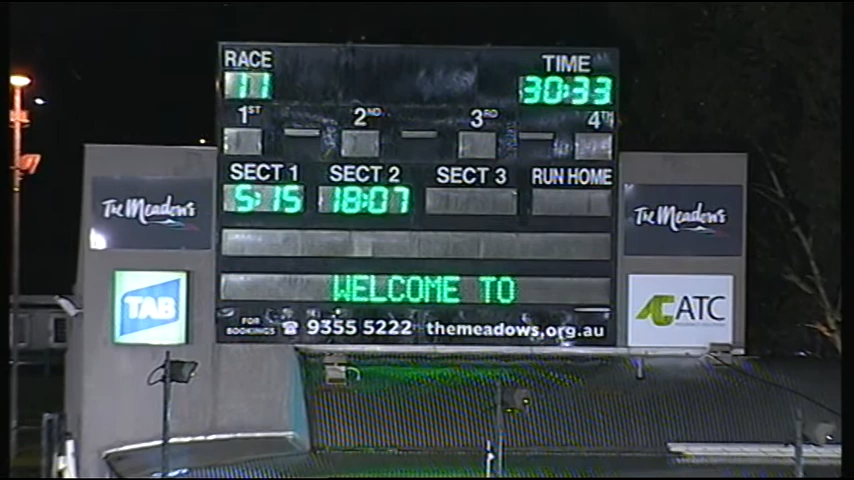 RACE TIME
11 30:33
1ST 2ND 3RD 4TH
SECT 1 SECT 2 SECT 3 RUN HOME
5:15 18:07
The Meadows The Meadows
WELCOME TO
TAB ATC
FOR BOOKINGS ☎ 9355 5222 themeadows.org.au